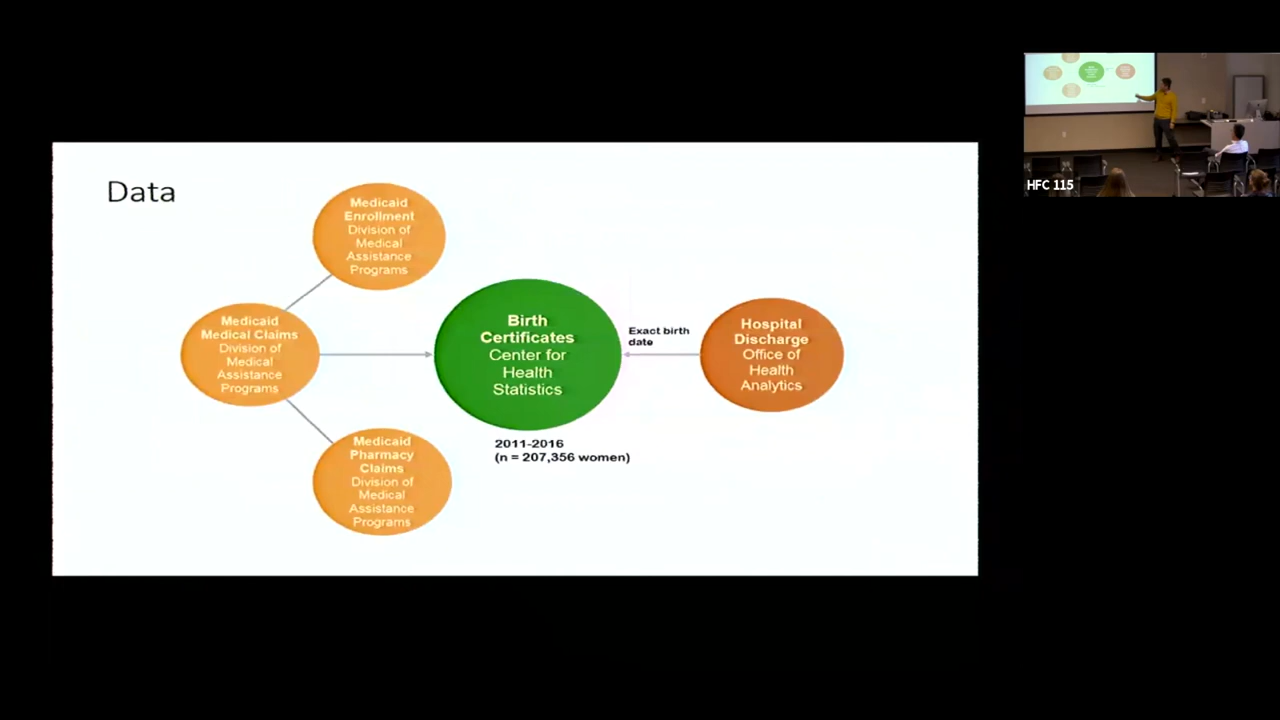 Data
Medicaid
Enrollment
Division of
Medical
Assistance
Programs
Medicaid
Medical Claims
Division of
Medical
Assistance
Programs
Medicaid
Pharmacy
Claims
Division of
Medical
Assistance
Programs
Birth
Certificates
Center for
Health
Statistics
2011-2016
(n = 207,356 women)
Exact birth
date
Hospital
Discharge
Office of
Health
Analytics
HFC 115